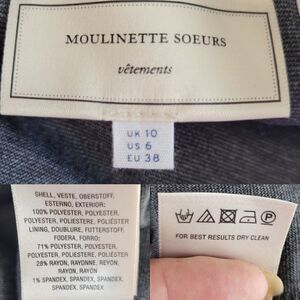 MOULINETTE SOEURS
vêtements
UK 10
US 6
EU 38
SHELL, VESTE, OBERSTOFF,
ESTERNO, EXTERIOR:
100% POLYESTER, POLYESTER,
POLYESTER, POLIESTERE, POLIÉSTER
LINING, DOUBLURE, FUTTERSTOFF,
FODERA, FORRO:
71% POLYESTER, POLYESTER,
POLYESTER, POLIESTERE, POLIÉSTER
28% RAYON, RAYONNE, REYON,
RAYON, RAYÓN
1% SPANDEX, SPANDEX, SPANDEX,
SPANDEX, SPANDEX
P
FOR BEST RESULTS DRY CLEAN